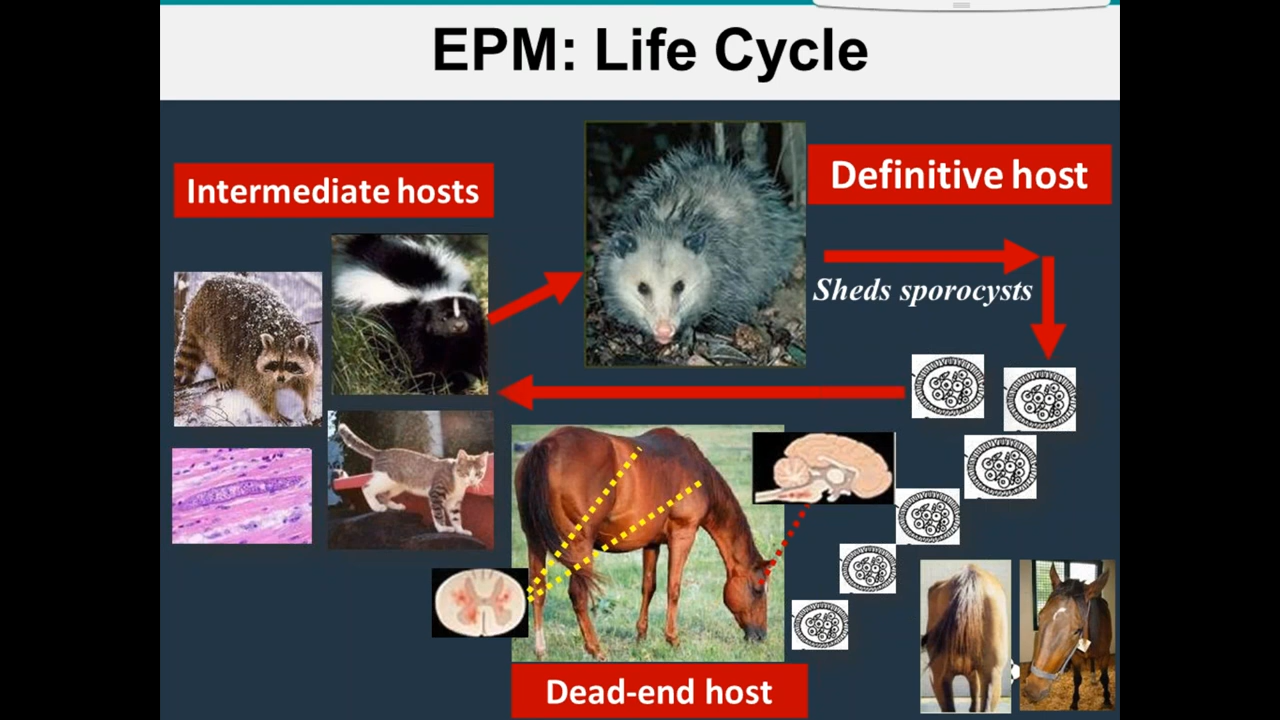 EPM: Life Cycle
Intermediate hosts
Definitive host
Sheds sporocysts
Dead-end host